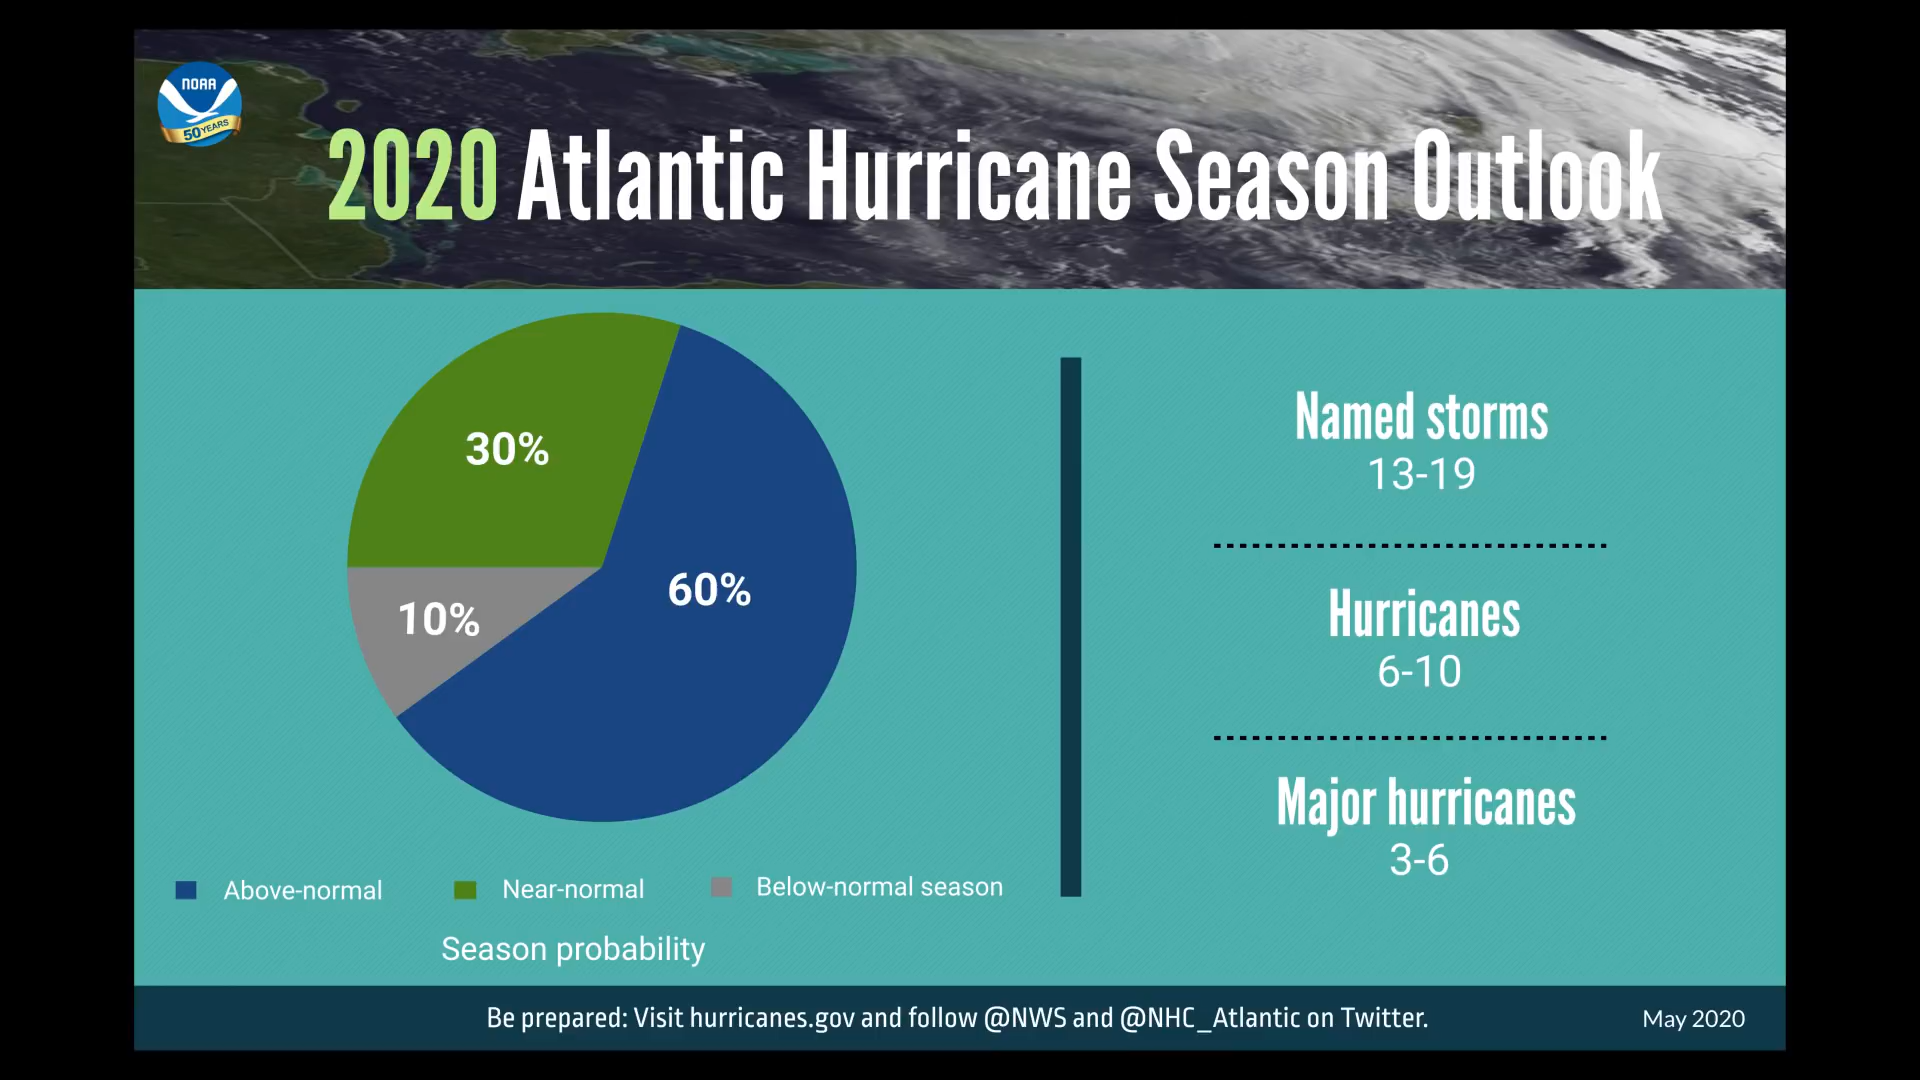 NOAA
50 YEARS
2020 Atlantic Hurricane Season Outlook
30%
60%
10%
Above-normal
Near-normal
Below-normal season
Season probability
Named storms
13-19
Hurricanes
6-10
Major hurricanes
3-6
Be prepared: Visit hurricanes.gov and follow @NWS and @NHC_Atlantic on Twitter.
May 2020